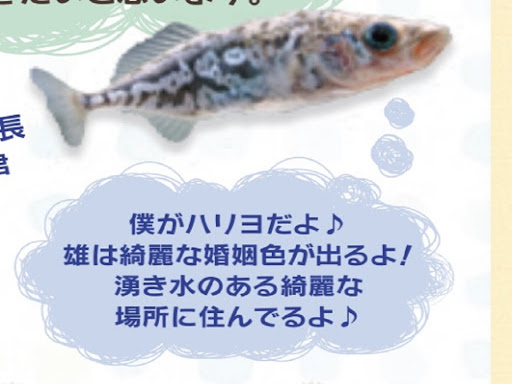 長
僕がハリヨだよ♪
雄は綺麗な婚姻色が出るよ!
湧き水のある綺麗な
場所に住んでるよ♪